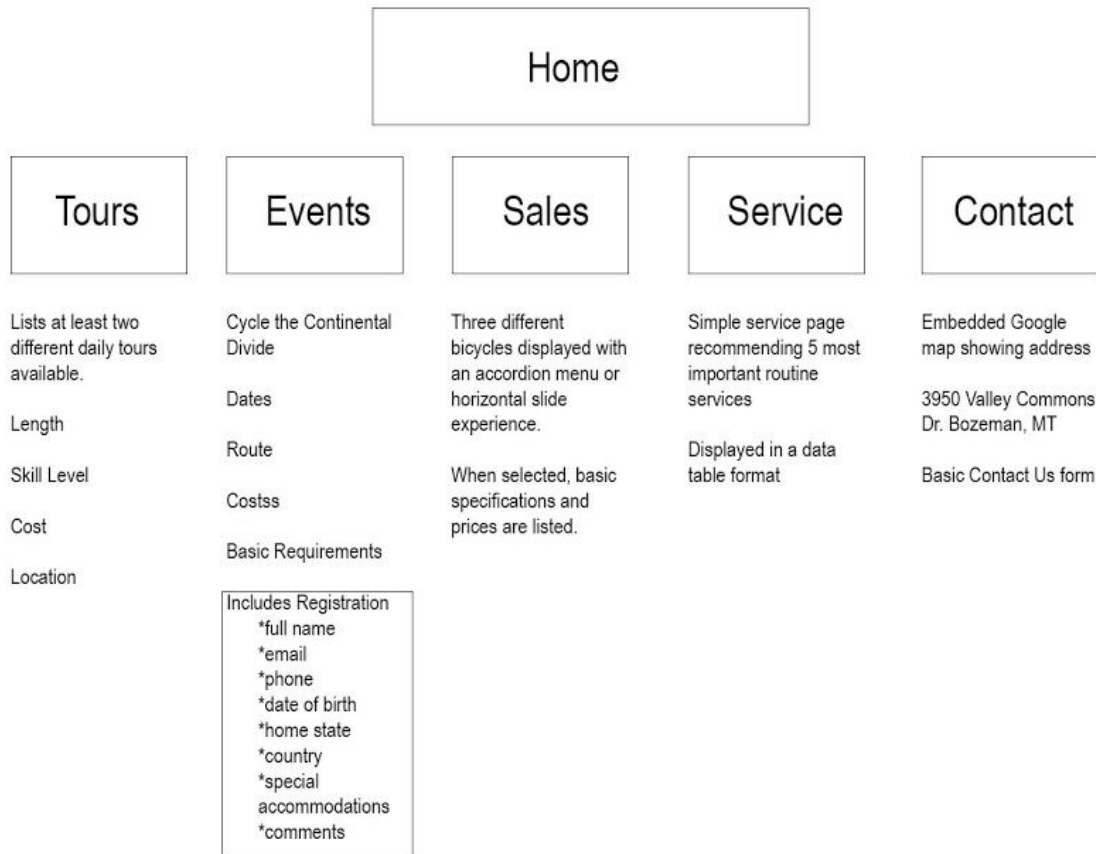 Home
Tours
Events
Sales
Service
Contact
Lists at least two
different daily tours
available.
Length
Skill Level
Cost
Location
Cycle the Continental
Divide
Dates
Route
Costss
Basic Requirements
Includes Registration
*full name
*email
*phone
*date of birth
*home state
*country
*special
accommodations
*comments
Three different
bicycles displayed with
an accordion menu or
horizontal slide
experience.
When selected, basic
specifications and
prices are listed.
Simple service page
recommending 5 most
important routine
services
Displayed in a data
table format
Embedded Google
map showing address
3950 Valley Commons
Dr. Bozeman, MT
Basic Contact Us form